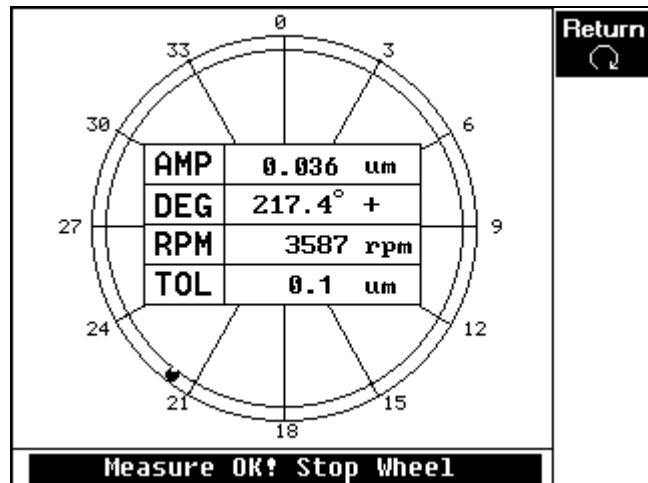 0
Return
33
3
30
6
AMP 0.036 um
DEG 217.4° +
27
9
RPM 3587 rpm
TOL 0.1 um
24
12
21
15
18
Measure OK! Stop Wheel